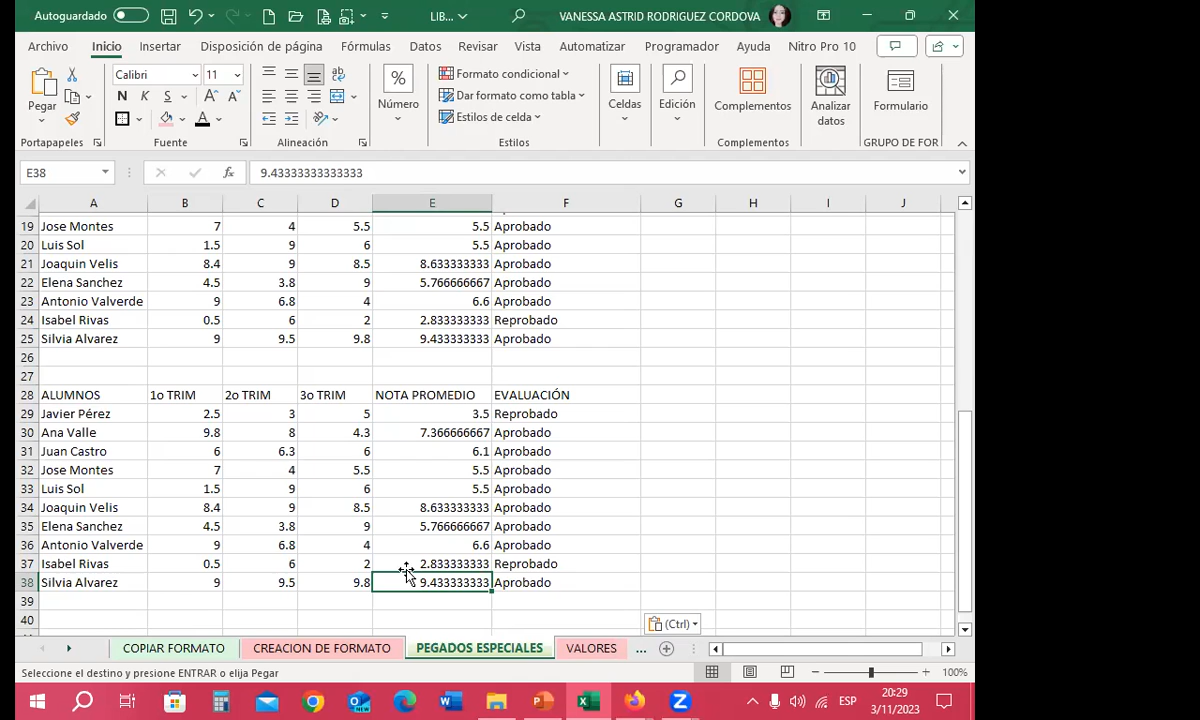 Autoguardado LIB... VANESSA ASTRID RODRIGUEZ CORDOVA
Archivo Inicio Insertar Disposición de página Fórmulas Datos Revisar Vista Automatizar Programador Ayuda Nitro Pro 10
Pegar Calibri 11 N K S A A A ab % Número Formato condicional Dar formato como tabla Estilos de celda Celdas Edición Complementos Analizar datos Formulario
Portapapeles Fuente Alineación Estilos Complementos GRUPO DE FOR
E38 fx 9.43333333333333
A B C D E F G H I J
19 Jose Montes 7 4 5.5 5.5 Aprobado
20 Luis Sol 1.5 9 6 5.5 Aprobado
21 Joaquin Velis 8.4 9 8.5 8.633333333 Aprobado
22 Elena Sanchez 4.5 3.8 9 5.766666667 Aprobado
23 Antonio Valverde 9 6.8 4 6.6 Aprobado
24 Isabel Rivas 0.5 6 2 2.833333333 Reprobado
25 Silvia Alvarez 9 9.5 9.8 9.433333333 Aprobado
26
27
28 ALUMNOS 1o TRIM 2o TRIM 3o TRIM NOTA PROMEDIO EVALUACIÓN
29 Javier Pérez 2.5 3 5 3.5 Reprobado
30 Ana Valle 9.8 8 4.3 7.366666667 Aprobado
31 Juan Castro 6 6.3 6 6.1 Aprobado
32 Jose Montes 7 4 5.5 5.5 Aprobado
33 Luis Sol 1.5 9 6 5.5 Aprobado
34 Joaquin Velis 8.4 9 8.5 8.633333333 Aprobado
35 Elena Sanchez 4.5 3.8 9 5.766666667 Aprobado
36 Antonio Valverde 9 6.8 4 6.6 Aprobado
37 Isabel Rivas 0.5 6 2 2.833333333 Reprobado
38 Silvia Alvarez 9 9.5 9.8 9.433333333 Aprobado
39
40
(Ctrl)
COPIAR FORMATO CREACION DE FORMATO PEGADOS ESPECIALES VALORES ...
Seleccione el destino y presione ENTRAR o elija Pegar 100%
ESP 20:29
3/11/2023